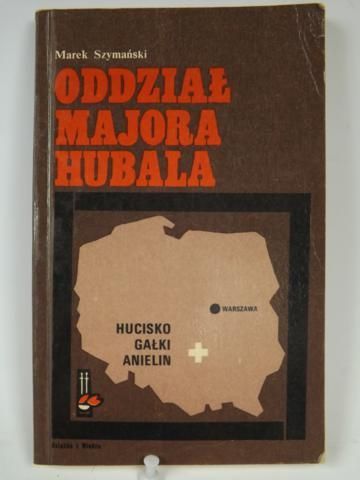 Marek Szymański
ODDZIAŁ
MAJORA
HUBALA
WARSZAWA
HUCISKO
GAŁKI
ANIELIN
Książka i Wiedza